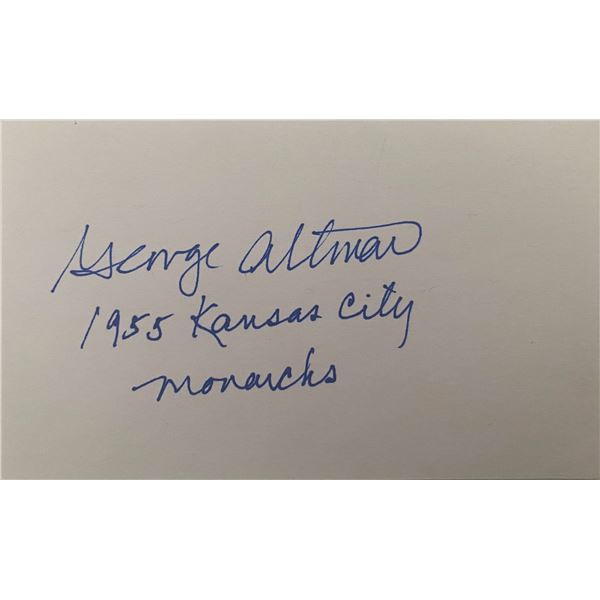 George Altman
1955 Kansas City
Monarchs